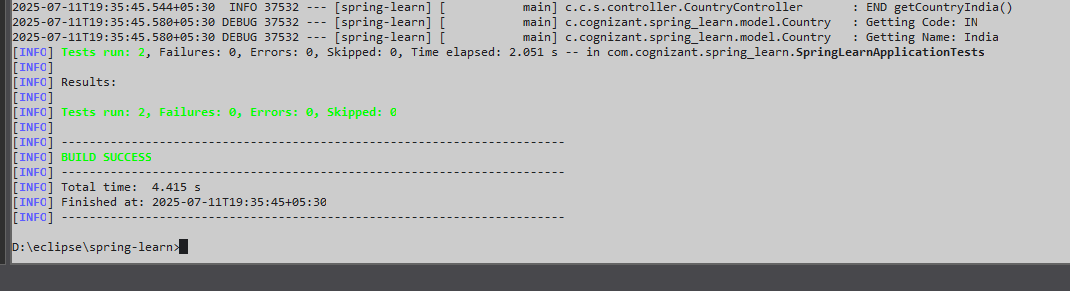 2025-07-11T19:35:45.544+05:30  INFO 37532 --- [spring-learn] [           main] c.c.s.controller.CountryController       : END getCountryIndia()
2025-07-11T19:35:45.580+05:30 DEBUG 37532 --- [spring-learn] [           main] c.cognizant.spring_learn.model.Country   : Getting Code: IN
2025-07-11T19:35:45.580+05:30 DEBUG 37532 --- [spring-learn] [           main] c.cognizant.spring_learn.model.Country   : Getting Name: India
[INFO] Tests run: 2, Failures: 0, Errors: 0, Skipped: 0, Time elapsed: 2.051 s -- in com.cognizant.spring_learn.SpringLearnApplicationTests
[INFO]
[INFO] Results:
[INFO]
[INFO] Tests run: 2, Failures: 0, Errors: 0, Skipped: 0
[INFO]
[INFO] ------------------------------------------------------------------------
[INFO] BUILD SUCCESS
[INFO] ------------------------------------------------------------------------
[INFO] Total time:  4.415 s
[INFO] Finished at: 2025-07-11T19:35:45+05:30
[INFO] ------------------------------------------------------------------------
D:\eclipse\spring-learn>